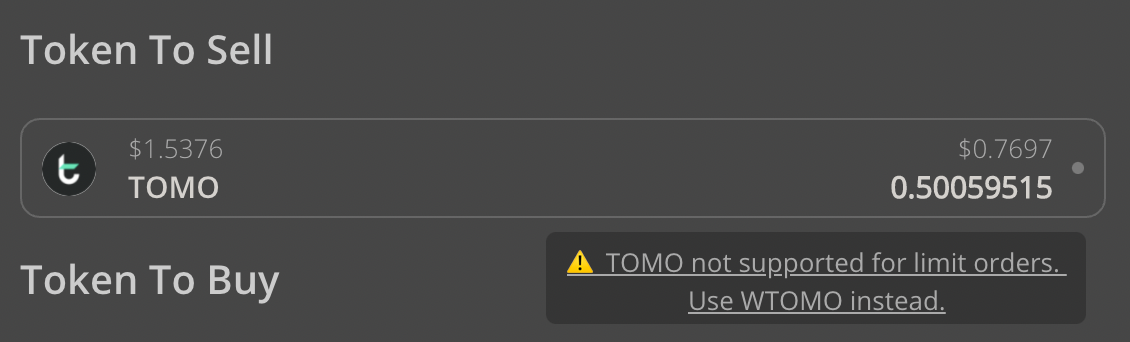 Token To Sell
$1.5376
$0.7697
TOMO
0.50059515
Token To Buy
⚠️ TOMO not supported for limit orders.
Use WTOMO instead.